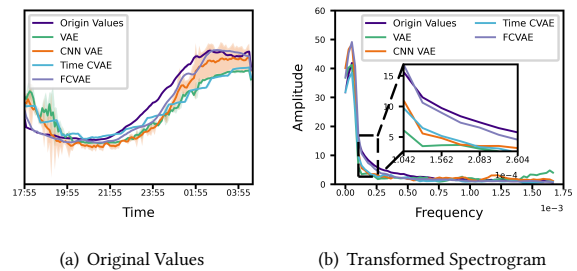 Origin Values
VAE
CNN VAE
Time CVAE
FCVAE
17:55 19:55 21:55 23:55 01:55 03:55
Time
(a) Original Values
60
50
40
30
20
10
0
Amplitude
Origin Values
VAE
CNN VAE
Time CVAE
FCVAE
15
10
5
1.042 1.562 2.083 2.604
1e−4
0.00 0.25 0.50 0.75 1.00 1.25 1.50 1.75
1e−3
Frequency
(b) Transformed Spectrogram